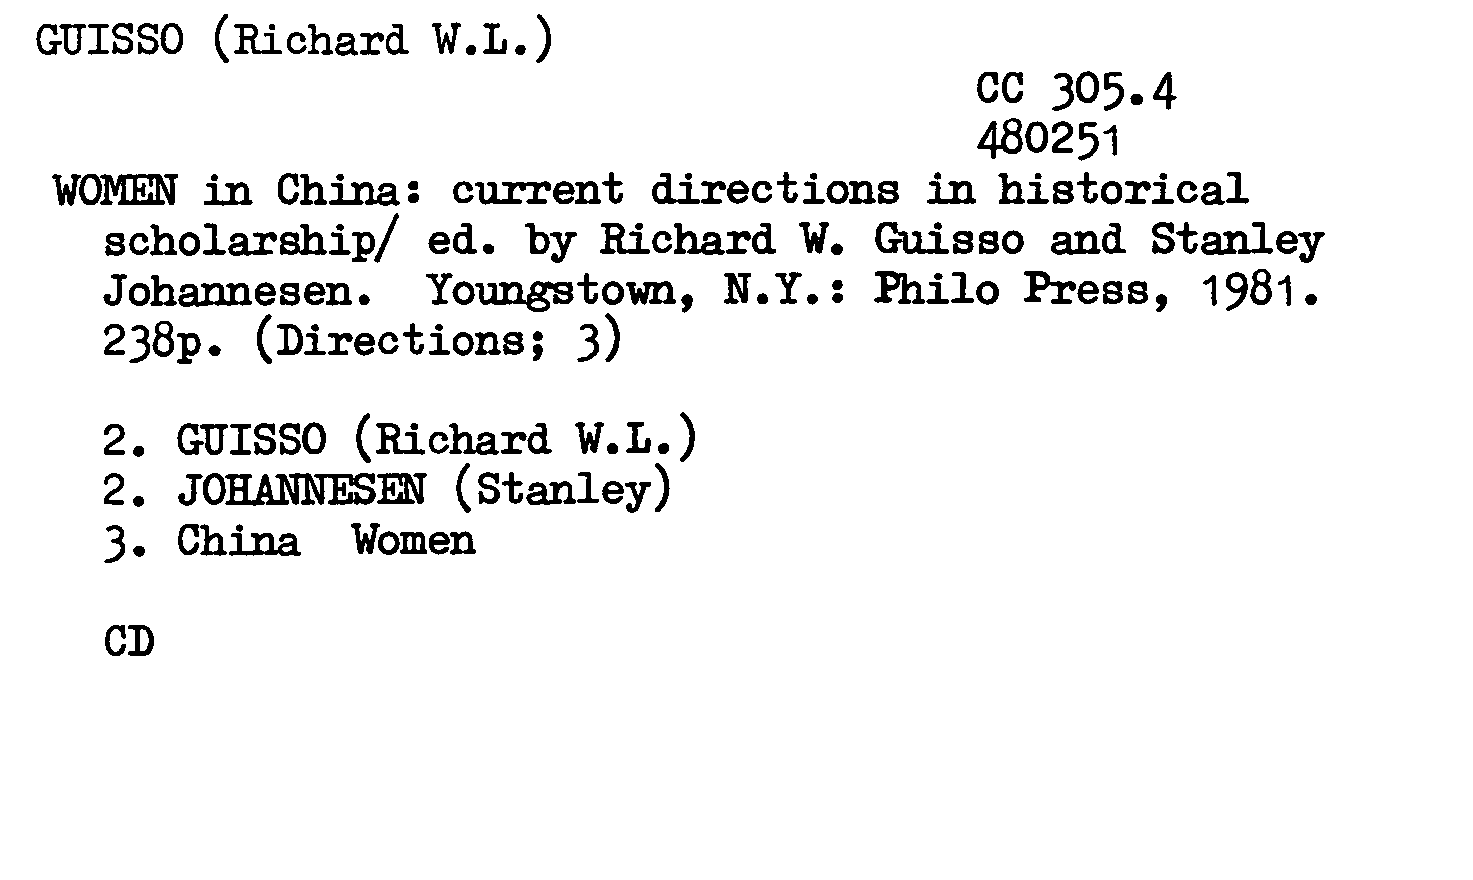 GUISSO (Richard W.L.)
CC 305.4
480251
WOMEN in China: current directions in historical
scholarship/ ed. by Richard W. Guisso and Stanley
Johannesen. Youngstown, N.Y.: Philo Press, 1981.
238p. (Directions; 3)
2. GUISSO (Richard W.L.)
2. JOHANNESEN (Stanley)
3. China Women
CD